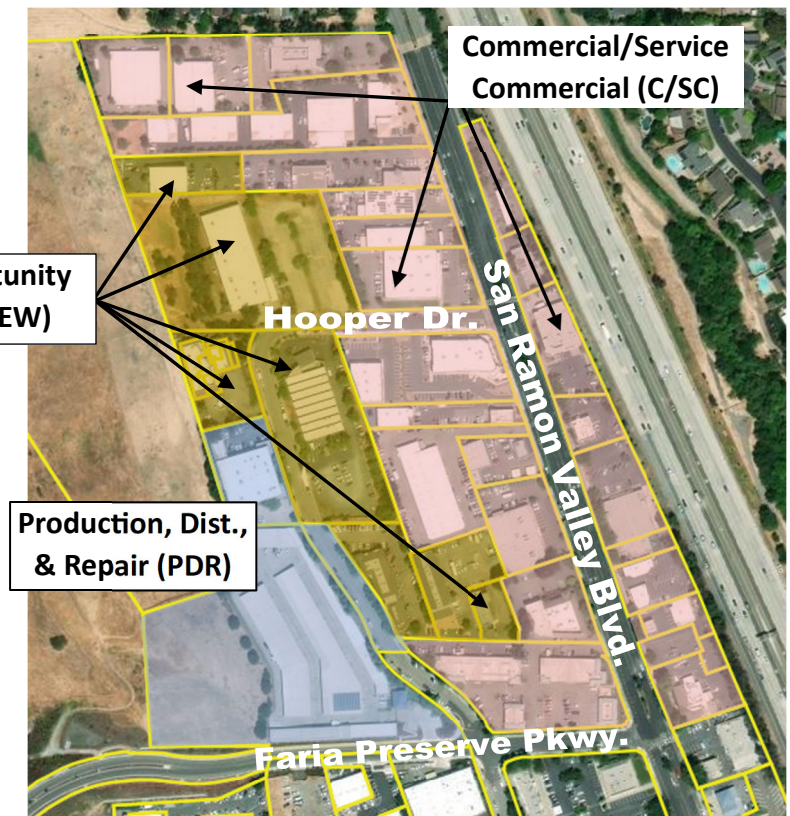 Commercial/Service
Commercial (C/SC)
tunity
EW)
Hooper Dr.
San Ramon Valley Blvd.
Production, Dist.,
& Repair (PDR)
Faria Preserve Pkwy.